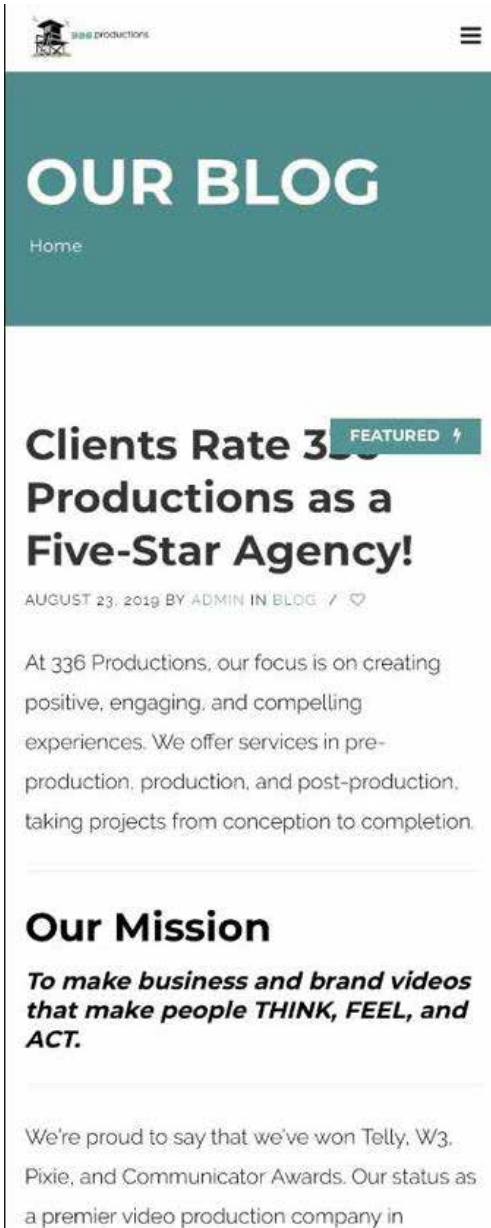 336 productions
OUR BLOG
Home
FEATURED
Clients Rate 336
Productions as a
Five-Star Agency!
AUGUST 23, 2019 BY ADMIN IN BLOG /
At 336 Productions, our focus is on creating
positive, engaging, and compelling
experiences. We offer services in pre-
production, production, and post-production,
taking projects from conception to completion.
Our Mission
To make business and brand videos
that make people THINK, FEEL, and
ACT.
We're proud to say that we've won Telly, W3,
Pixie, and Communicator Awards. Our status as
a premier video production company in